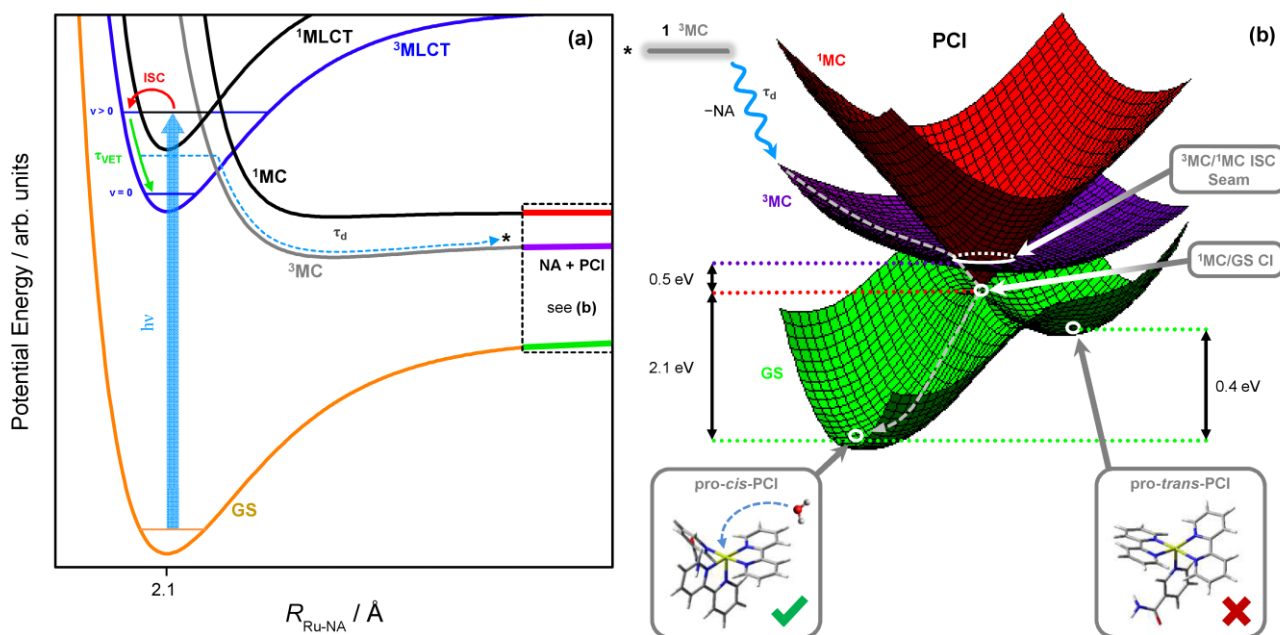 (a)
¹MLCT
³MLCT
ISC
v > 0
τVET
v = 0
hν
¹MC
τd
*
³MC
NA + PCI
see (b)
GS
2.1
R Ru-NA / Å
Potential Energy / arb. units
(b)
PCI
1 ³MC
*
τd
−NA
¹MC
³MC
³MC/¹MC ISC
Seam
¹MC/GS CI
0.5 eV
2.1 eV
GS
0.4 eV
pro-cis-PCI
pro-trans-PCI